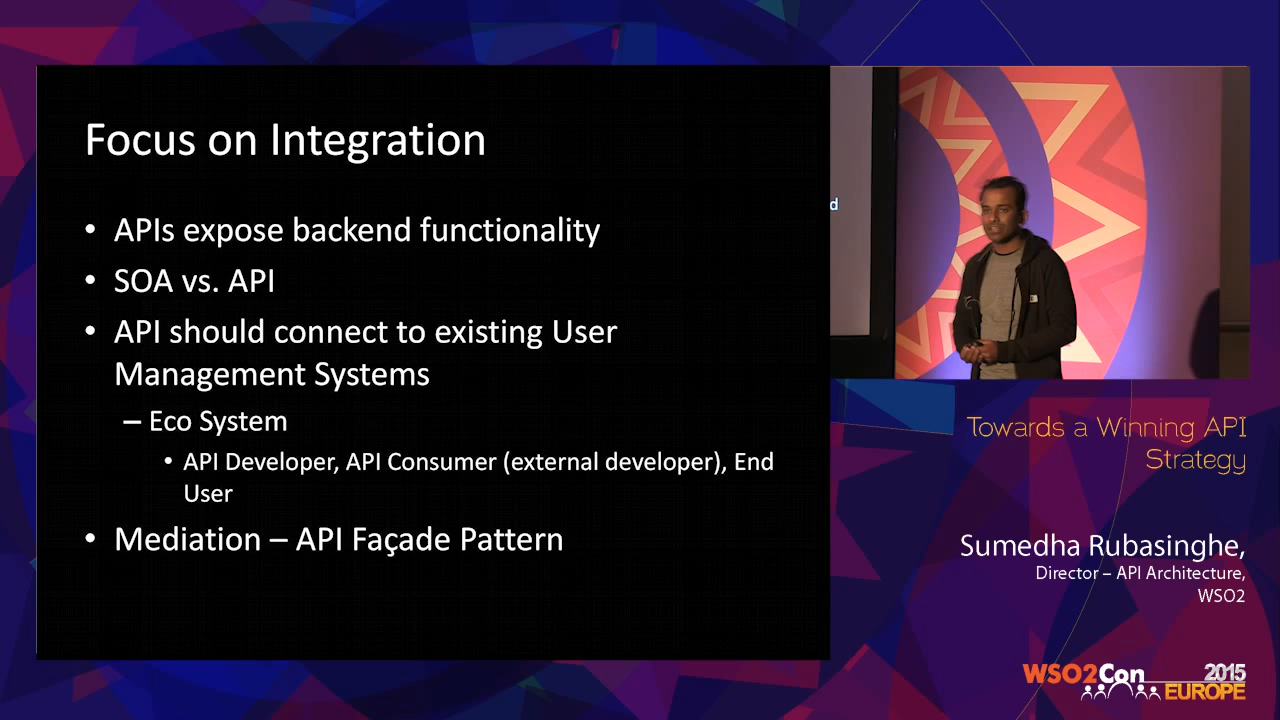 Focus on Integration
• APIs expose backend functionality
• SOA vs. API
• API should connect to existing User
Management Systems
– Eco System
• API Developer, API Consumer (external developer), End
User
• Mediation – API Façade Pattern
d
Towards a Winning API
Strategy
Sumedha Rubasinghe,
Director – API Architecture,
WSO2
WSO2Con 2015
EUROPE